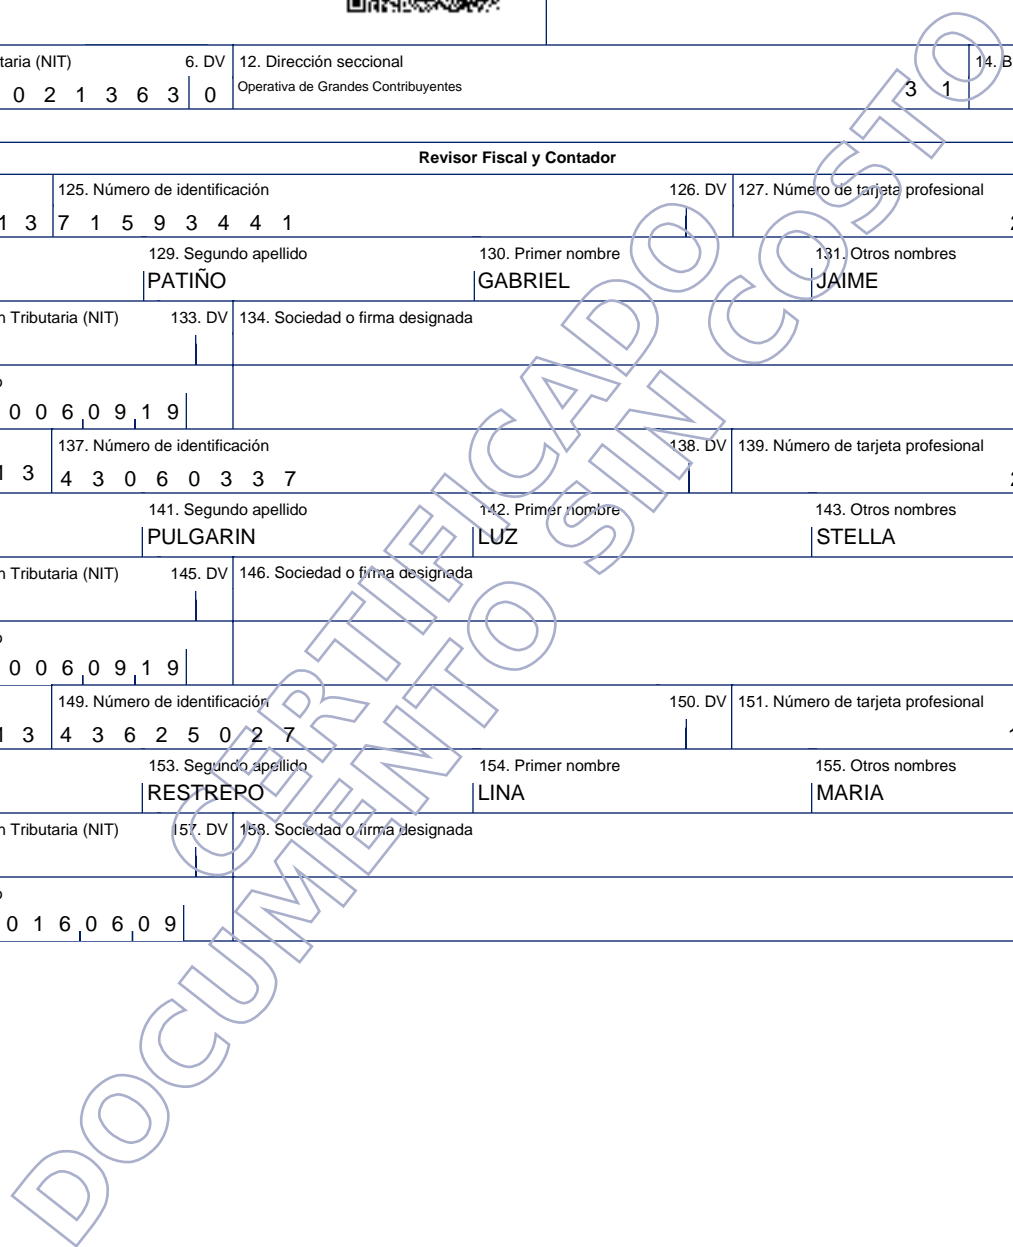 taria (NIT) 6. DV 12. Dirección seccional 14. B
0 2 1 3 6 3 0 Operativa de Grandes Contribuyentes 3 1
Revisor Fiscal y Contador
125. Número de identificación 126. DV 127. Número de tarjeta profesional
1 3 7 1 5 9 3 4 4 1
129. Segundo apellido 130. Primer nombre 131. Otros nombres
PATIÑO GABRIEL JAIME
n Tributaria (NIT) 133. DV 134. Sociedad o firma designada
0 0 6 0 9 1 9
137. Número de identificación 138. DV 139. Número de tarjeta profesional
1 3 4 3 0 6 0 3 3 7
141. Segundo apellido 142. Primer nombre 143. Otros nombres
PULGARIN LUZ STELLA
n Tributaria (NIT) 145. DV 146. Sociedad o firma designada
0 0 6 0 9 1 9
149. Número de identificación 150. DV 151. Número de tarjeta profesional
1 3 4 3 6 2 5 0 2 7
153. Segundo apellido 154. Primer nombre 155. Otros nombres
RESTREPO LINA MARIA
n Tributaria (NIT) 157. DV 158. Sociedad o firma designada
0 1 6 0 6 0 9
CERTIFICADO
DOCUMENTO SIN COSTO